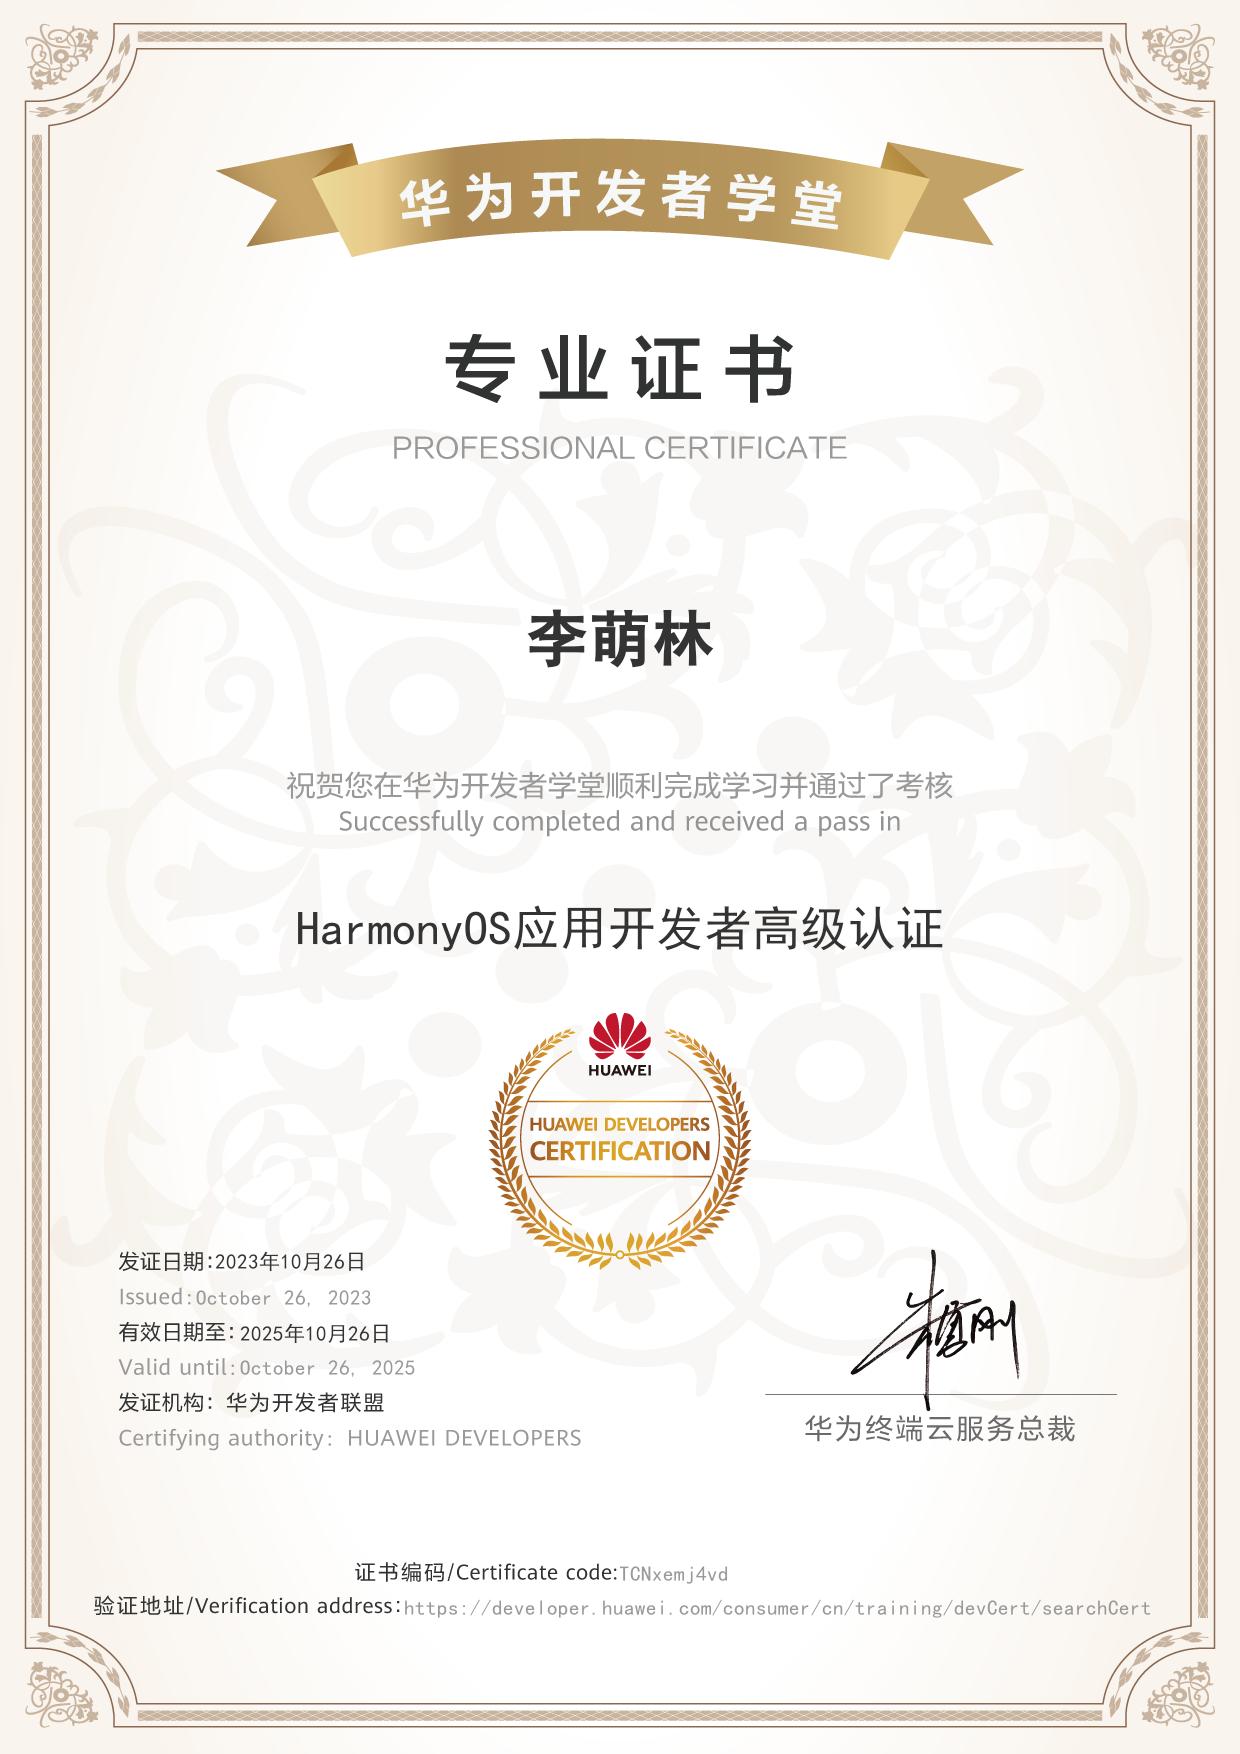 华为开发者学堂
专业证书
PROFESSIONAL CERTIFICATE
李萌林
祝贺您在华为开发者学堂顺利完成学习并通过了考核
Successfully completed and received a pass in
HarmonyOS应用开发者高级认证
HUAWEI
HUAWEI DEVELOPERS
CERTIFICATION
发证日期:2023年10月26日
Issued:October 26, 2023
有效日期至:2025年10月26日
Valid until:October 26, 2025
发证机构: 华为开发者联盟
Certifying authority: HUAWEI DEVELOPERS
华为终端云服务总裁
证书编码/Certificate code:TCNxemj4vd
验证地址/Verification address:https://developer.huawei.com/consumer/cn/training/devCert/searchCert